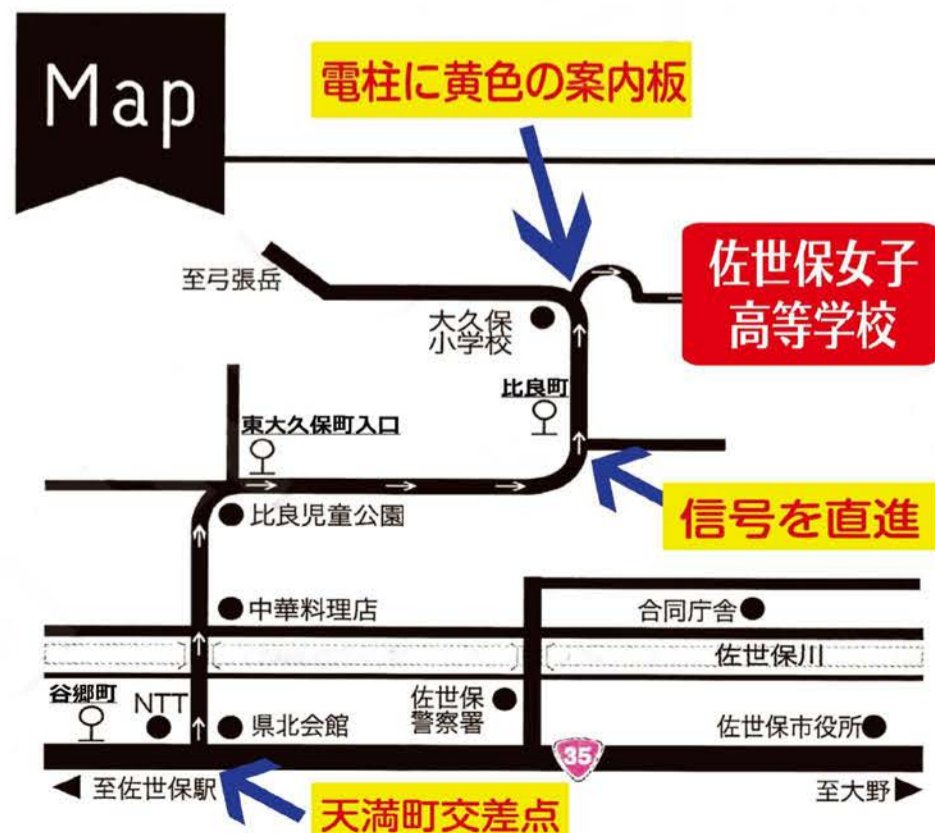 Map
電柱に黄色の案内板
至弓張岳
佐世保女子
高等学校
大久保
小学校
比良町
東大久保町入口
比良児童公園
信号を直進
中華料理店
合同庁舎
佐世保川
谷郷町
NTT
県北会館
佐世保
警察署
佐世保市役所
35
至佐世保駅
至大野
天満町交差点